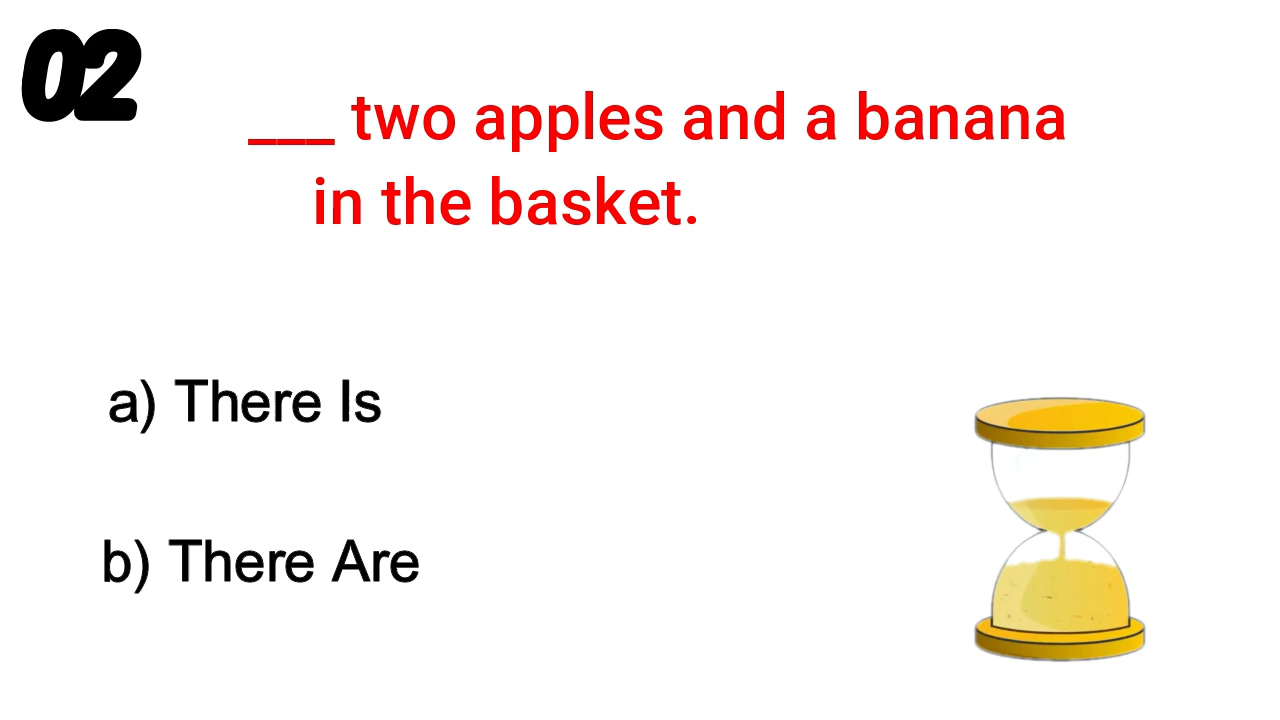 02
___ two apples and a banana
in the basket.
a) There Is
b) There Are